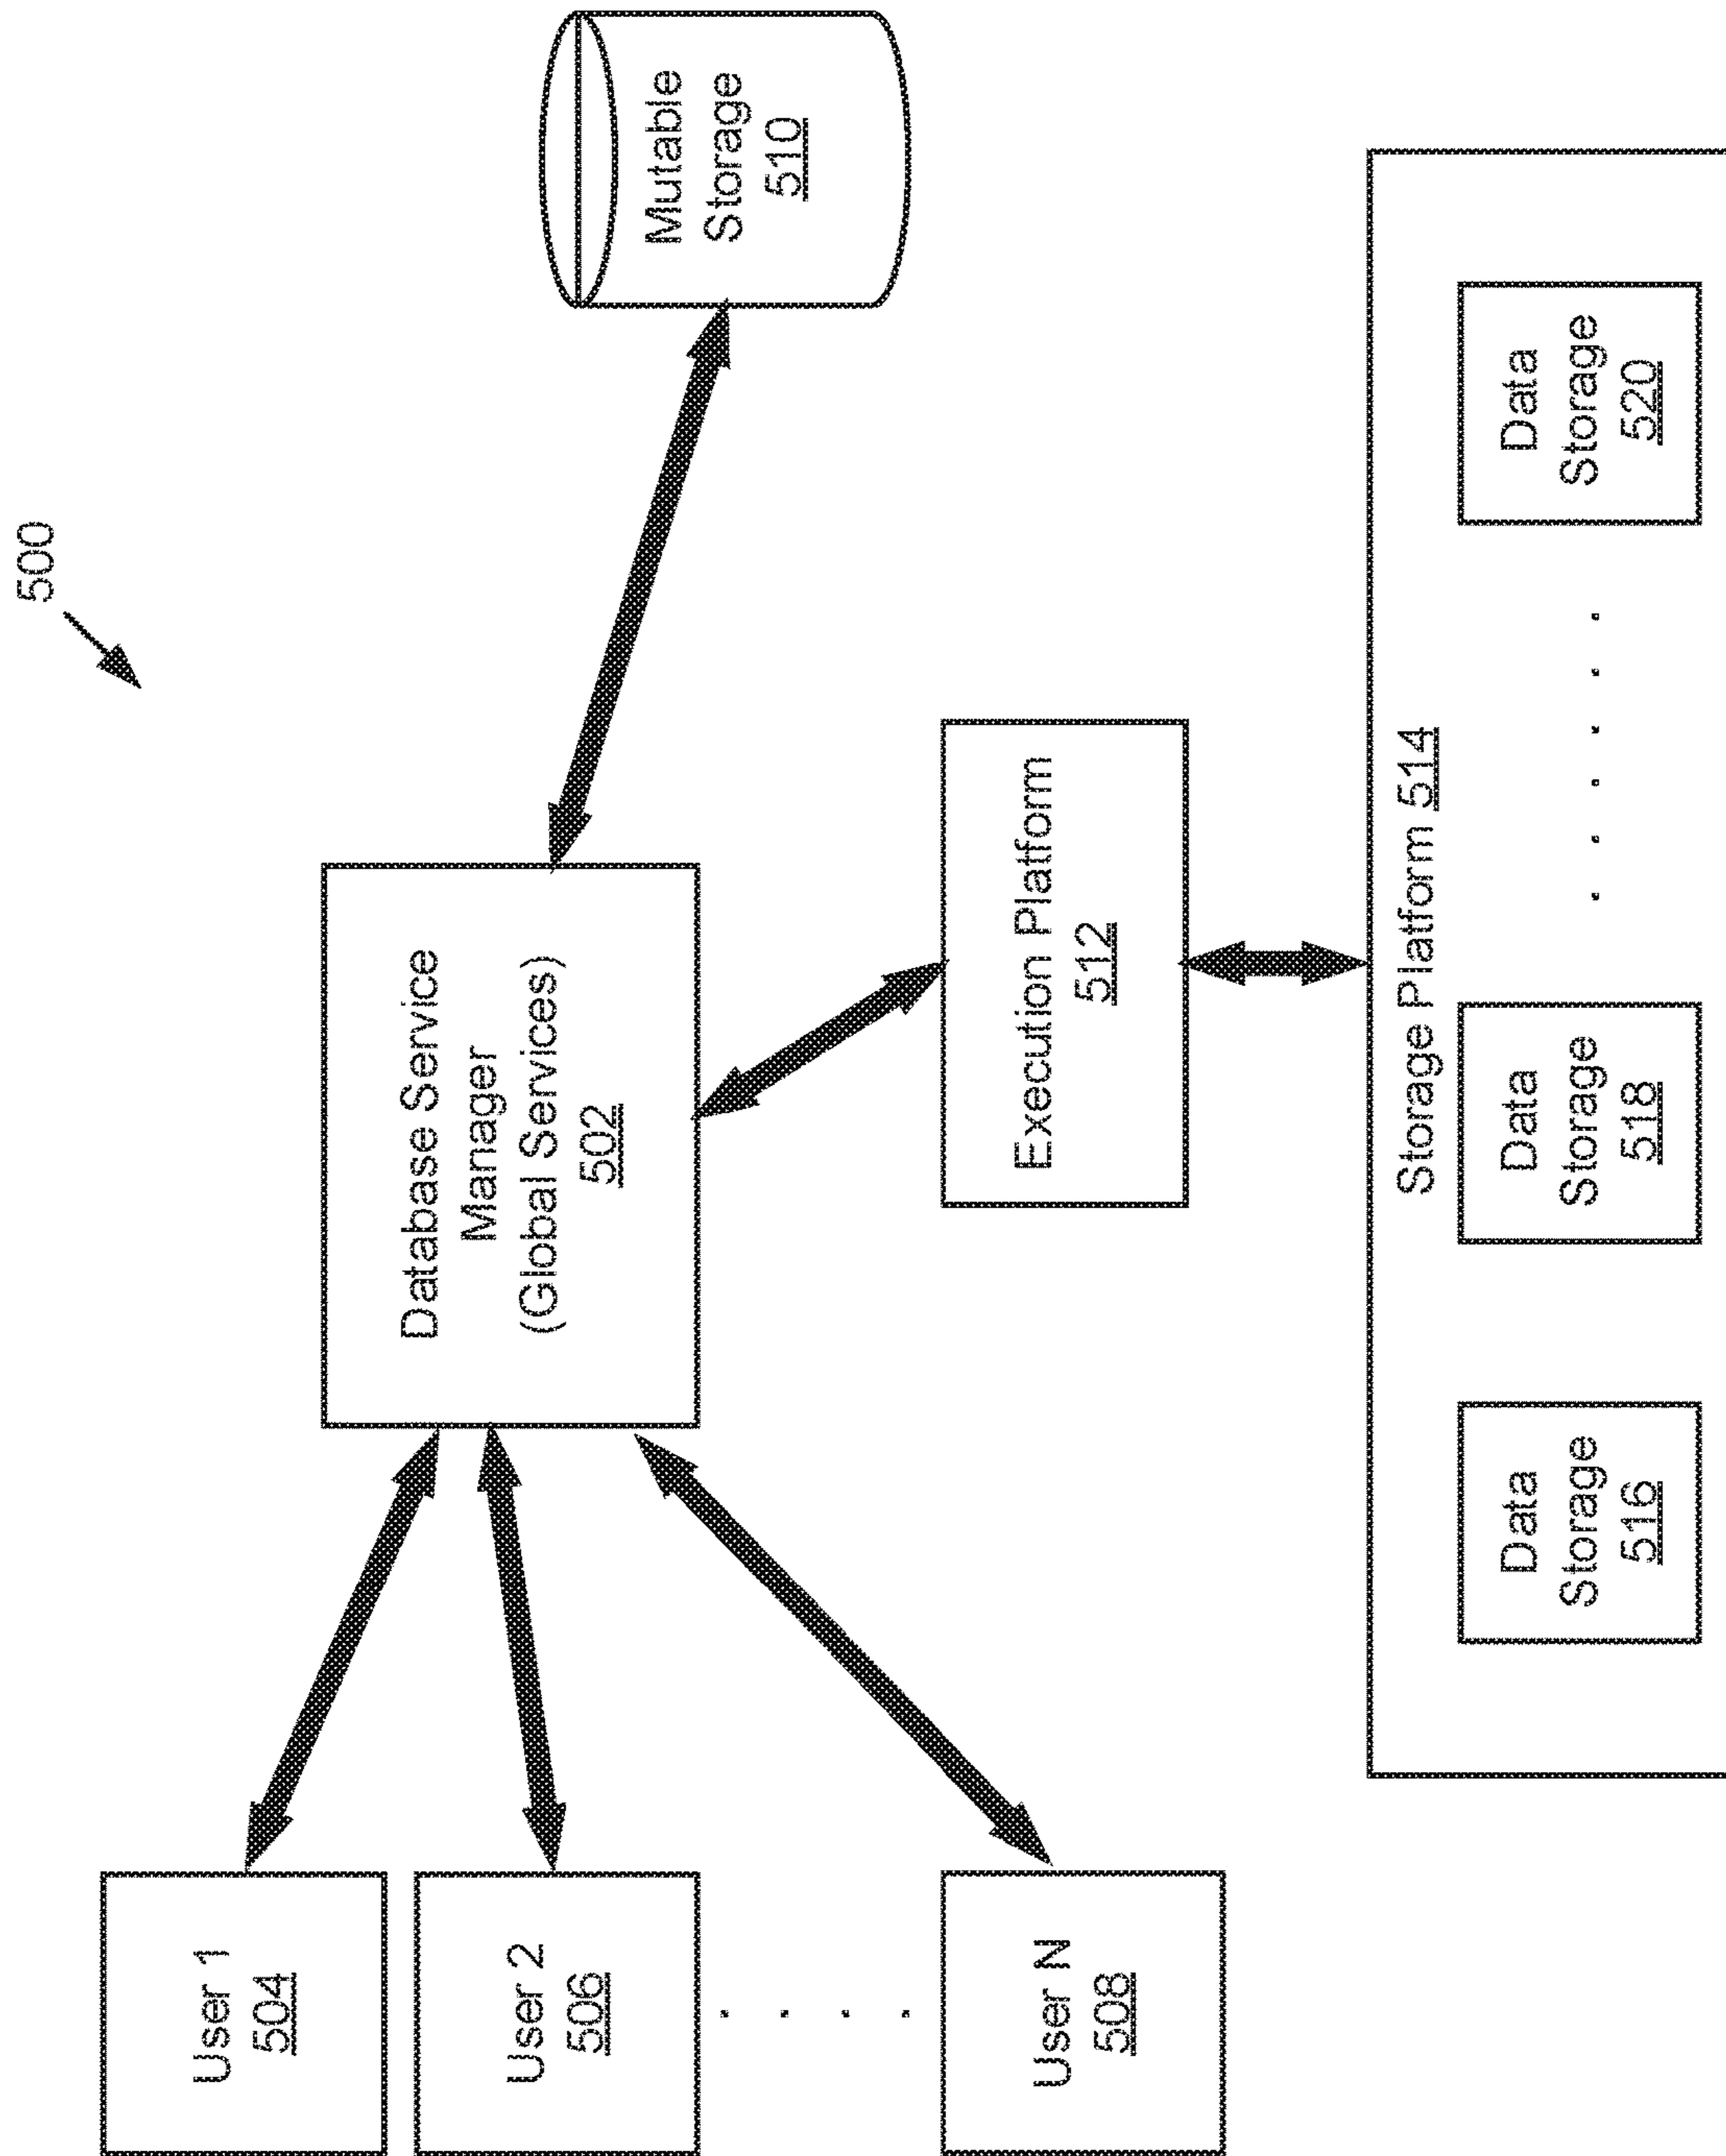 500
User 1
504
User 2
506
User N
508
Database Service
Manager
(Global Services)
502
Mutable
Storage
510
Execution Platform
512
Storage Platform 514
Data
Storage
516
Data
Storage
518
Data
Storage
520